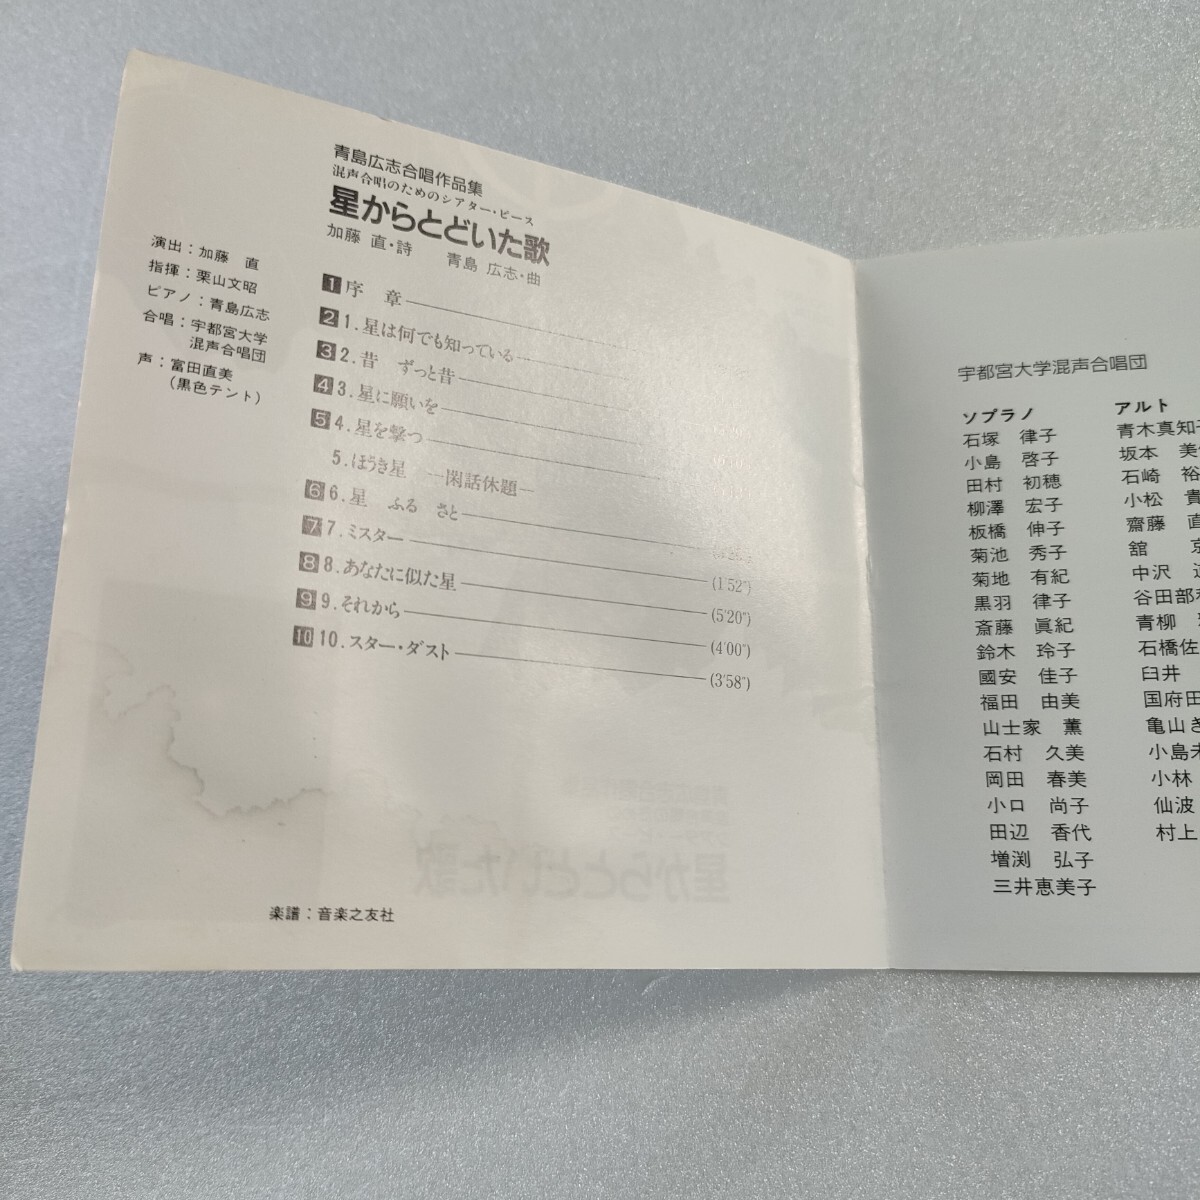 青島広志合唱作品集
混声合唱のためのシアター・ピース
星からとどいた歌
加藤 直・詩 青島 広志・曲
演出：加藤 直
指揮：栗山文昭
ピアノ：青島広志
合唱：宇都宮大学
混声合唱団
声：富田直美
（黒色テント）
1 序 章
2 1.星は何でも知っている
3 2.昔 ずっと昔
4 3.星に願いを
5 4.星を撃つ
5.ほうき星 ―閑話休題―
6 6.星 ふる さと
7 7.ミスター (1'52")
8 8.あなたに似た星 (5'20")
9 9.それから (4'00")
10 10.スター・ダスト (3'58")
楽譜：音楽之友社
宇都宮大学混声合唱団
ソプラノ
石塚 律子
小島 啓子
田村 初穂
柳澤 宏子
板橋 伸子
菊池 秀子
菊地 有紀
黒羽 律子
斎藤 眞紀
鈴木 玲子
國安 佳子
福田 由美
山士家 薫
石村 久美
岡田 春美
小口 尚子
田辺 香代
増渕 弘子
三井恵美子
アルト
青木真知
坂本 美
石崎 裕
小松 貴
齋藤 直
舘 京
中沢
谷田部
青柳
石橋佐
臼井
国府田
亀山
小島
小林
仙波
村上